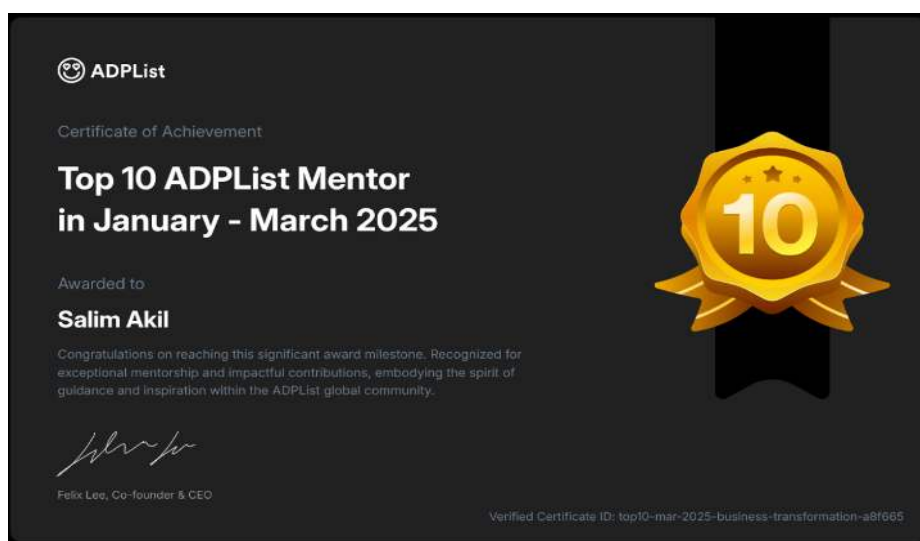 ADPList
Certificate of Achievement
Top 10 ADPList Mentor
in January - March 2025
10
Awarded to
Salim Akil
Congratulations on reaching this significant award milestone. Recognized for
exceptional mentorship and impactful contributions, embodying the spirit of
guidance and inspiration within the ADPList global community.
Felix Lee, Co-founder & CEO
Verified Certificate ID: top10-mar-2025-business-transformation-a8f665